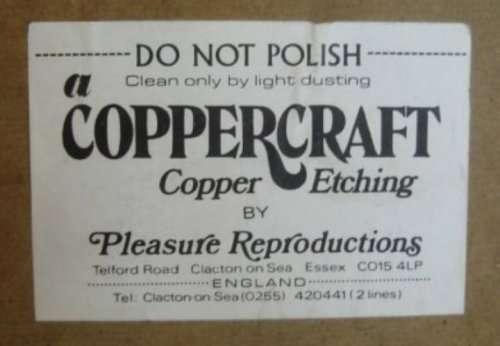 DO NOT POLISH
Clean only by light dusting
a
COPPERCRAFT
Copper Etching
BY
Pleasure Reproductions
Telford Road Clacton on Sea Essex CO15 4LP
ENGLAND
Tel: Clacton-on Sea (0255) 420441 (2 lines)